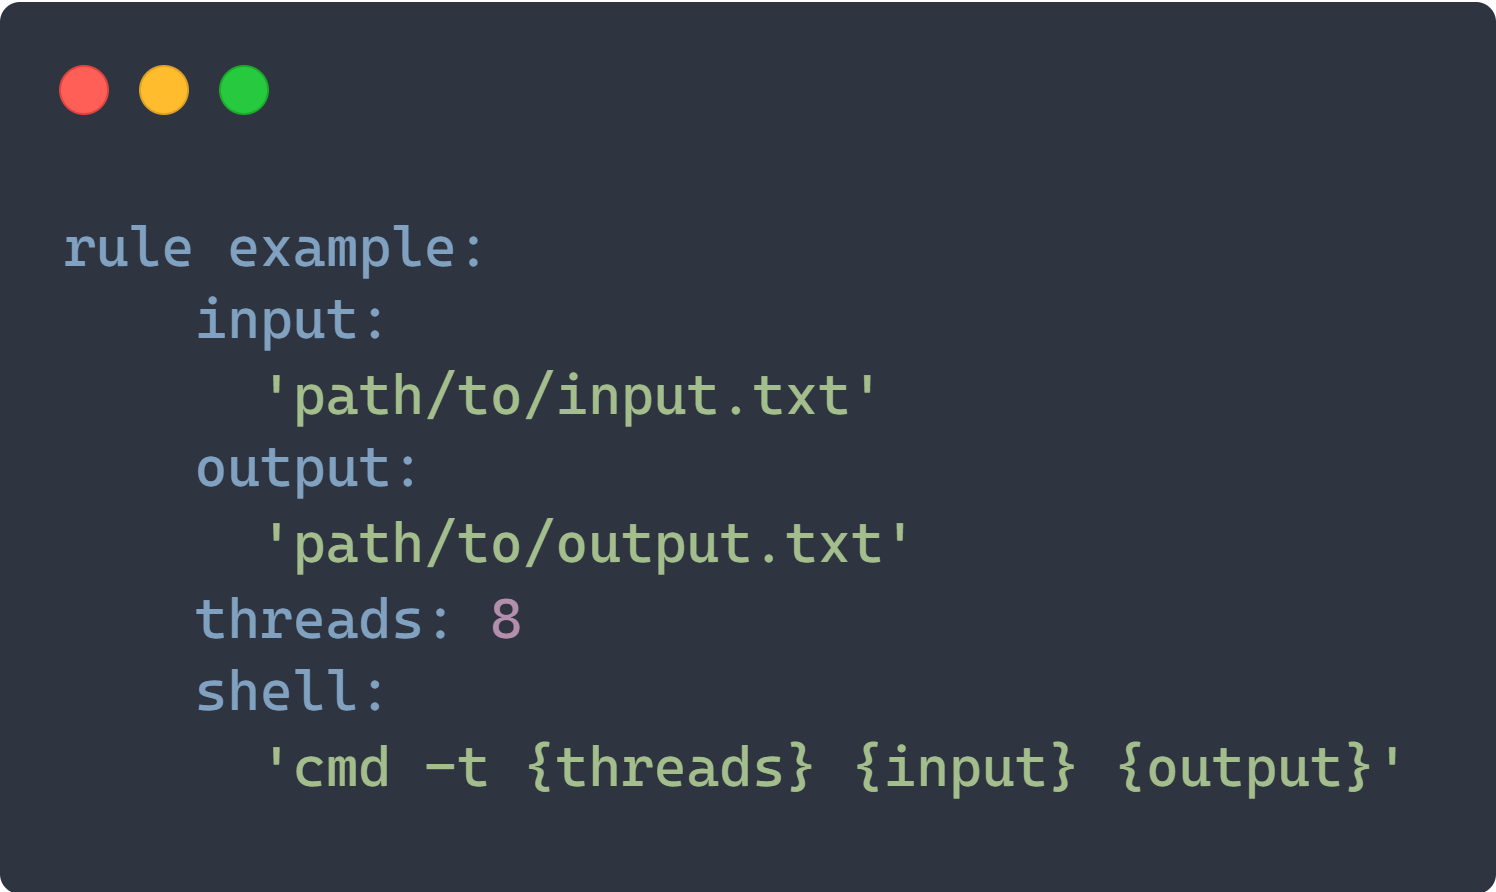 rule example:
    input:
      'path/to/input.txt'
    output:
      'path/to/output.txt'
    threads: 8
    shell:
      'cmd -t {threads} {input} {output}'